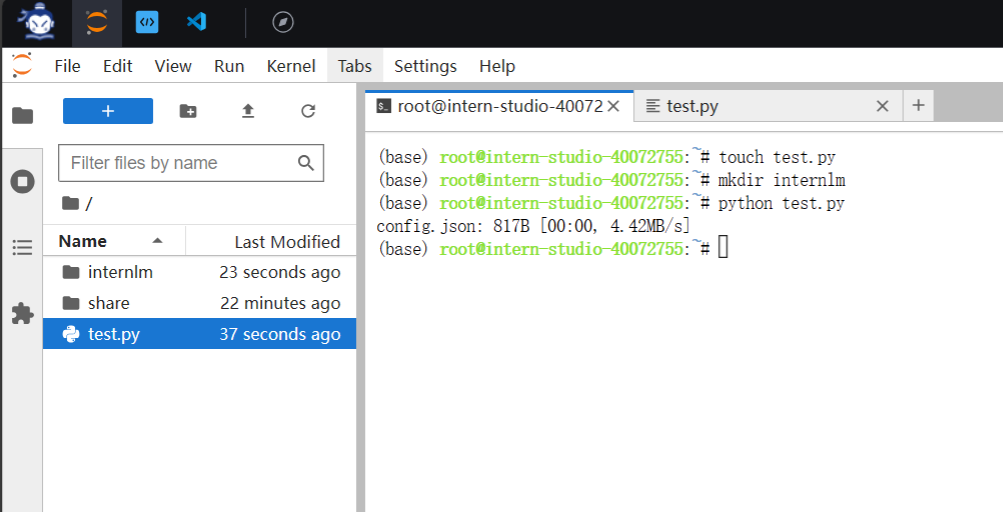 File Edit View Run Kernel Tabs Settings Help
Filter files by name
/
Name Last Modified
internlm 23 seconds ago
share 22 minutes ago
test.py 37 seconds ago
root@intern-studio-40072 test.py
(base) root@intern-studio-40072755:~# touch test.py
(base) root@intern-studio-40072755:~# mkdir internlm
(base) root@intern-studio-40072755:~# python test.py
config.json: 817B [00:00, 4.42MB/s]
(base) root@intern-studio-40072755:~#